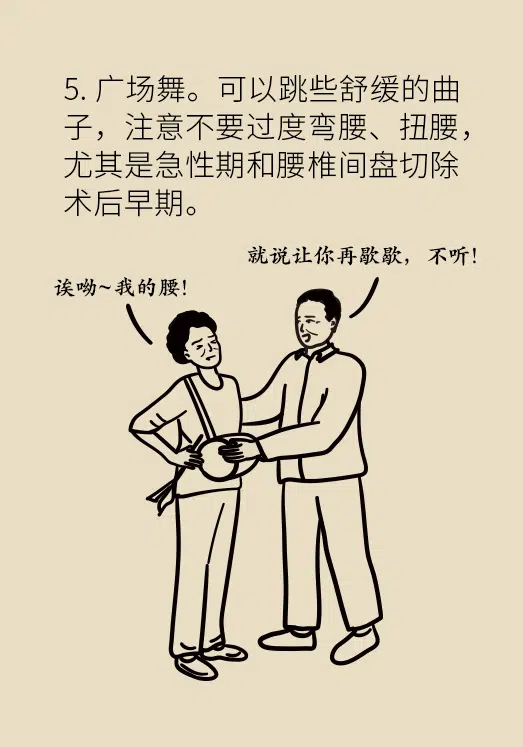 5. 广场舞。可以跳些舒缓的曲
子，注意不要过度弯腰、扭腰，
尤其是急性期和腰椎间盘切除
术后早期。
就说让你再歇歇，不听！
诶呦~我的腰！